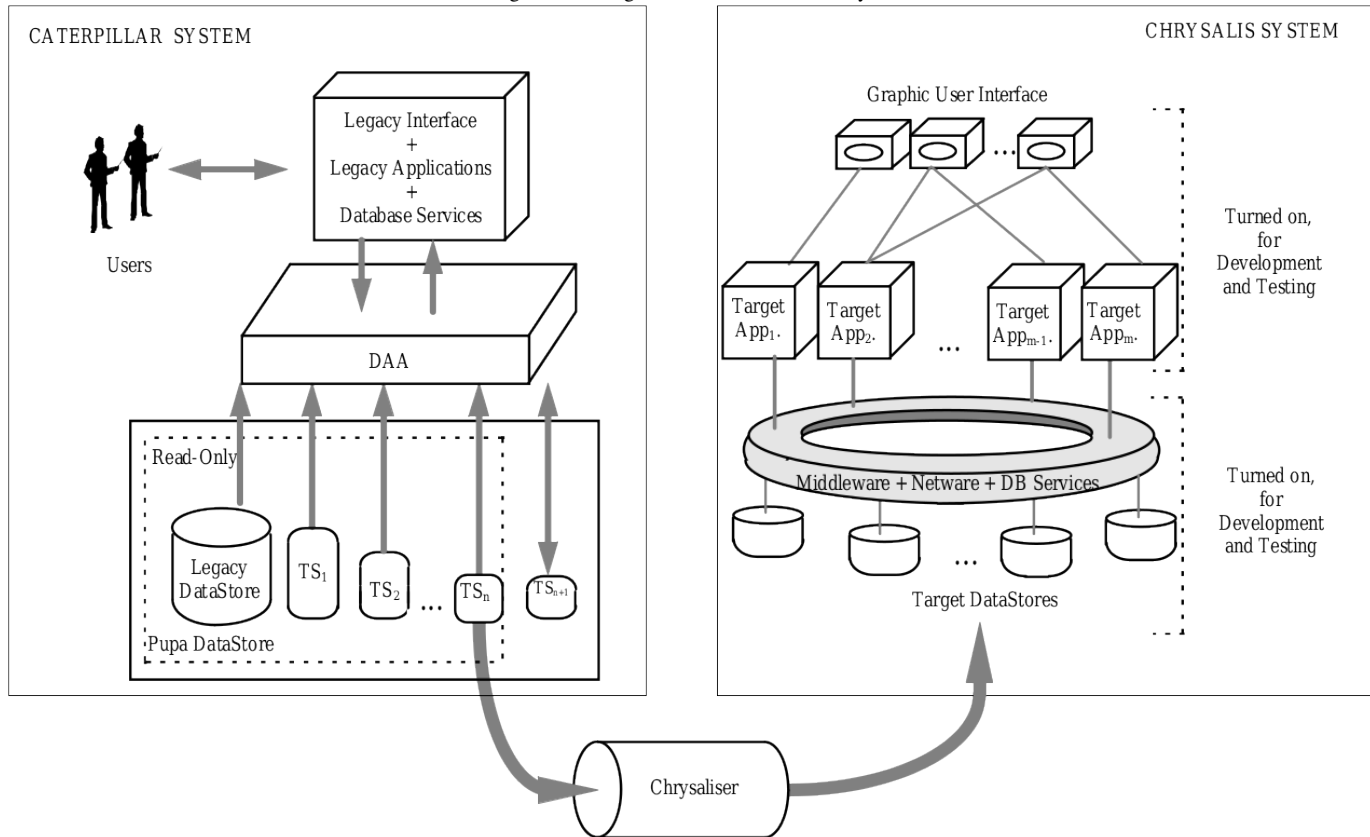 CATERPILLAR SYSTEM
Legacy Interface
+
Legacy Applications
+
Database Services
Users
DAA
Read-Only
Legacy
DataStore
TS1
TS2
...
TSn
TSn+1
Pupa DataStore
CHRYSALIS SYSTEM
Graphic User Interface
...
Turned on,
for
Development
and Testing
Target
App1.
Target
App2.
...
Target
Appm-1.
Target
Appm.
Middleware + Netware + DB Services
Turned on,
for
Development
and Testing
...
Target DataStores
Chrysaliser